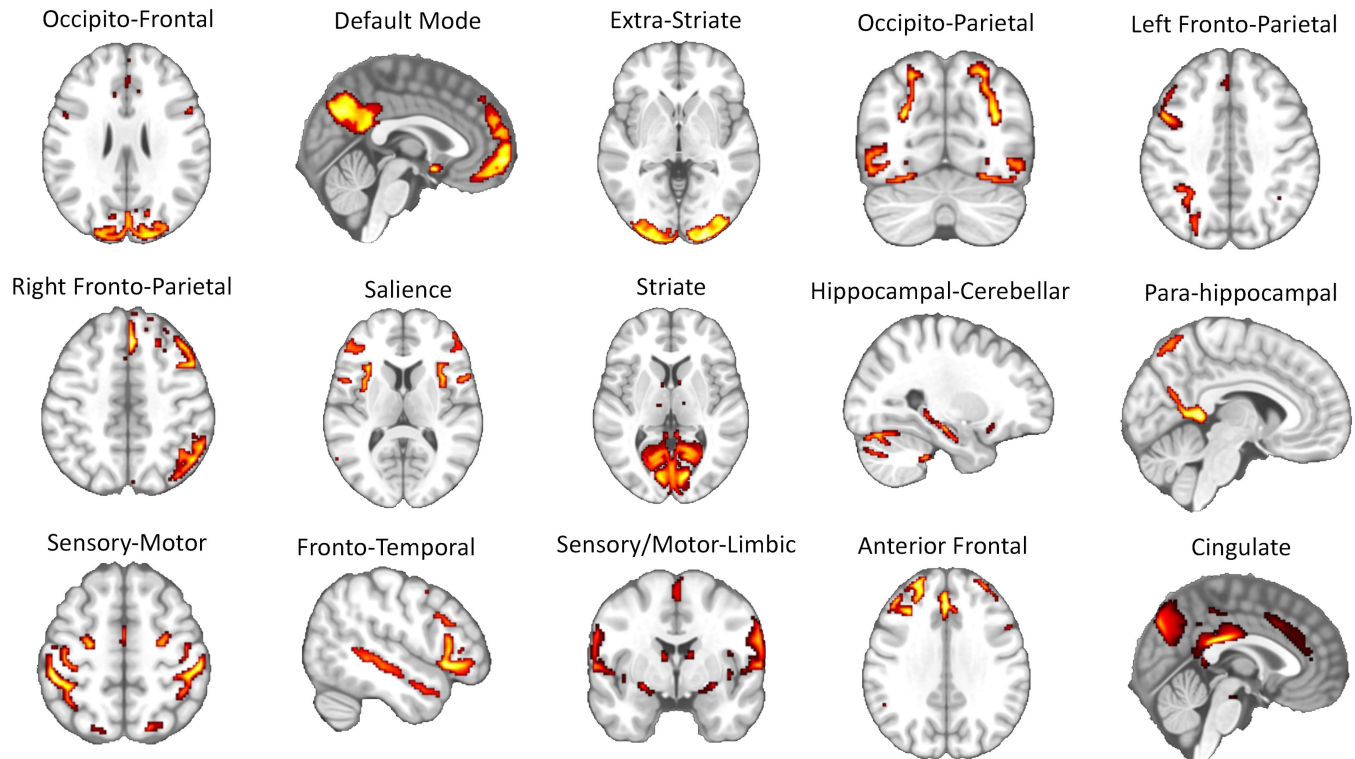 Occipito-Frontal
Default Mode
Extra-Striate
Occipito-Parietal
Left Fronto-Parietal
Right Fronto-Parietal
Salience
Striate
Hippocampal-Cerebellar
Para-hippocampal
Sensory-Motor
Fronto-Temporal
Sensory/Motor-Limbic
Anterior Frontal
Cingulate